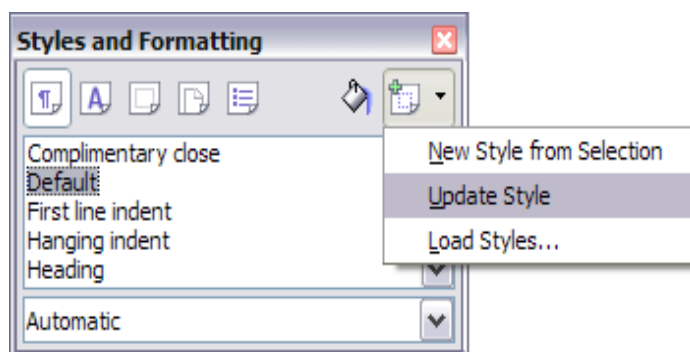 Styles and Formatting
Complimentary close
Default
First line indent
Hanging indent
Heading
Automatic
New Style from Selection
Update Style
Load Styles...